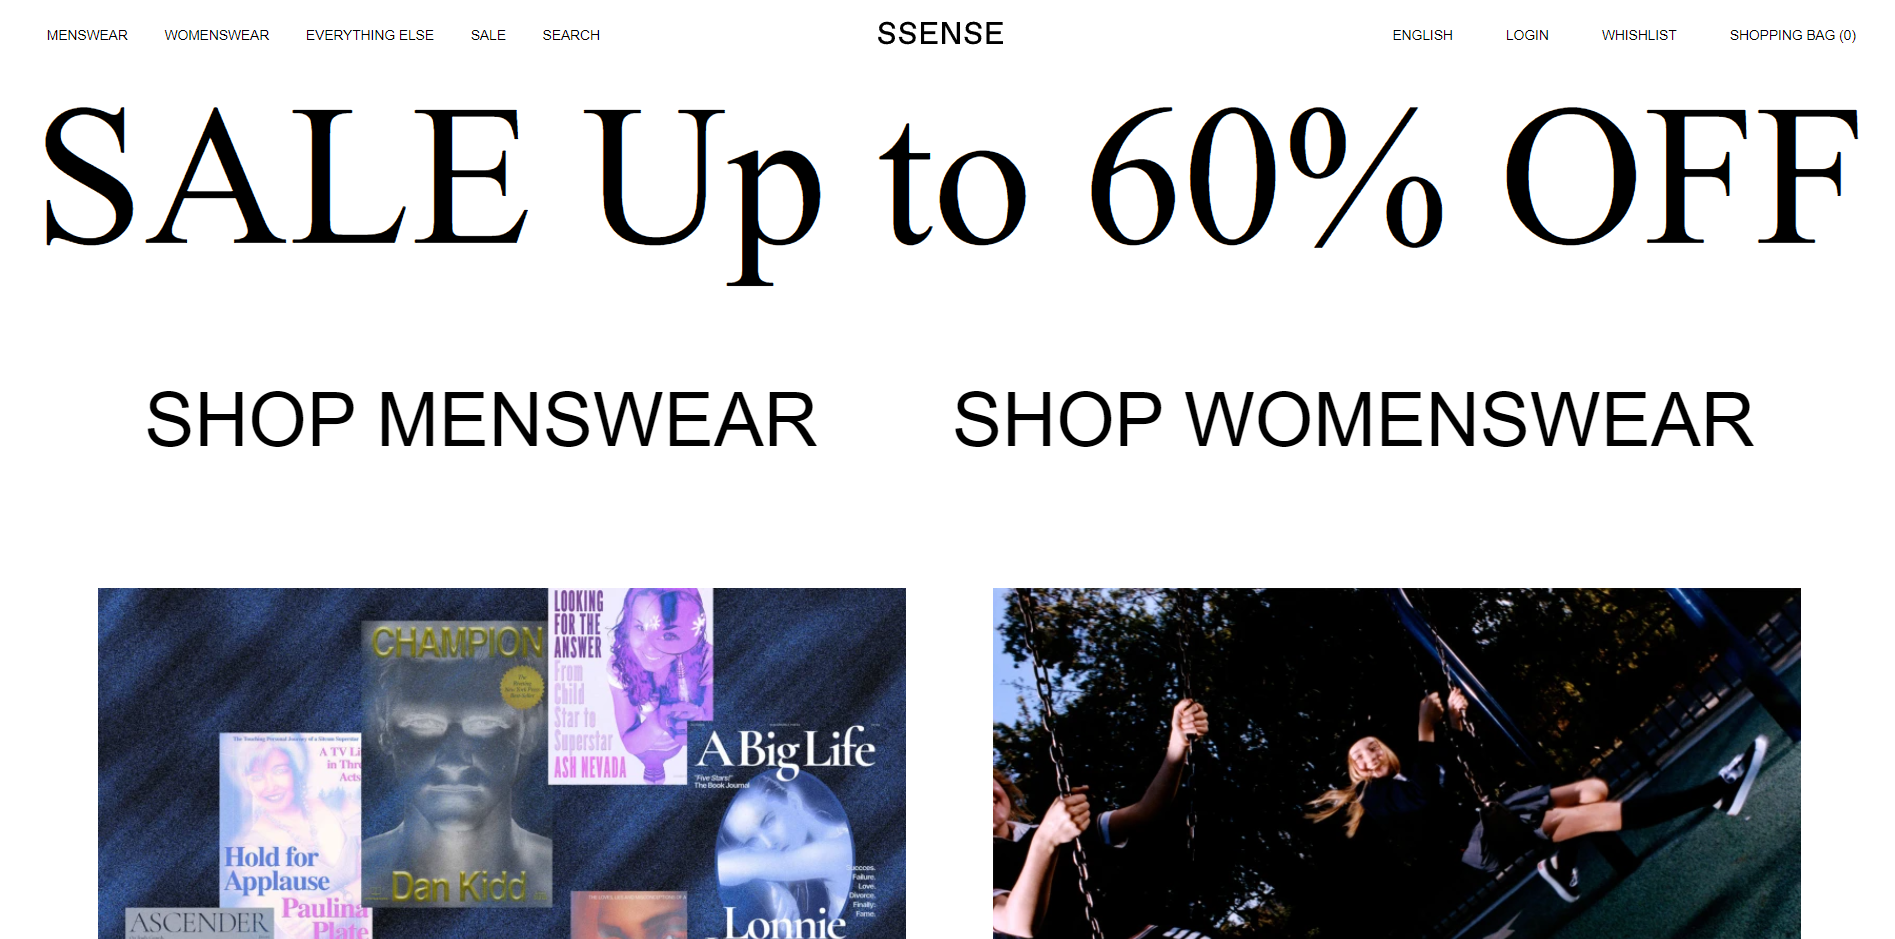 MENSWEAR WOMENSWEAR EVERYTHING ELSE SALE SEARCH SSENSE ENGLISH LOGIN WHISHLIST SHOPPING BAG (0)
SALE Up to 60% OFF
SHOP MENSWEAR SHOP WOMENSWEAR
LOOKING
FOR THE
ANSWER
From
Child
Star to
Superstar
ASH NEVADA
CHAMPION
The
Dan Kidd
A Big Life
"Five Stars!"
The Book Journal
Success.
Failure.
Love.
Divorce.
Finally:
Fame.
Lonnie
The Touching Personal Journey of a Sitcom Superstar
A TV Li
in Thre
Acts
Hold for
Applause
Paulina
Plate
ASCENDER